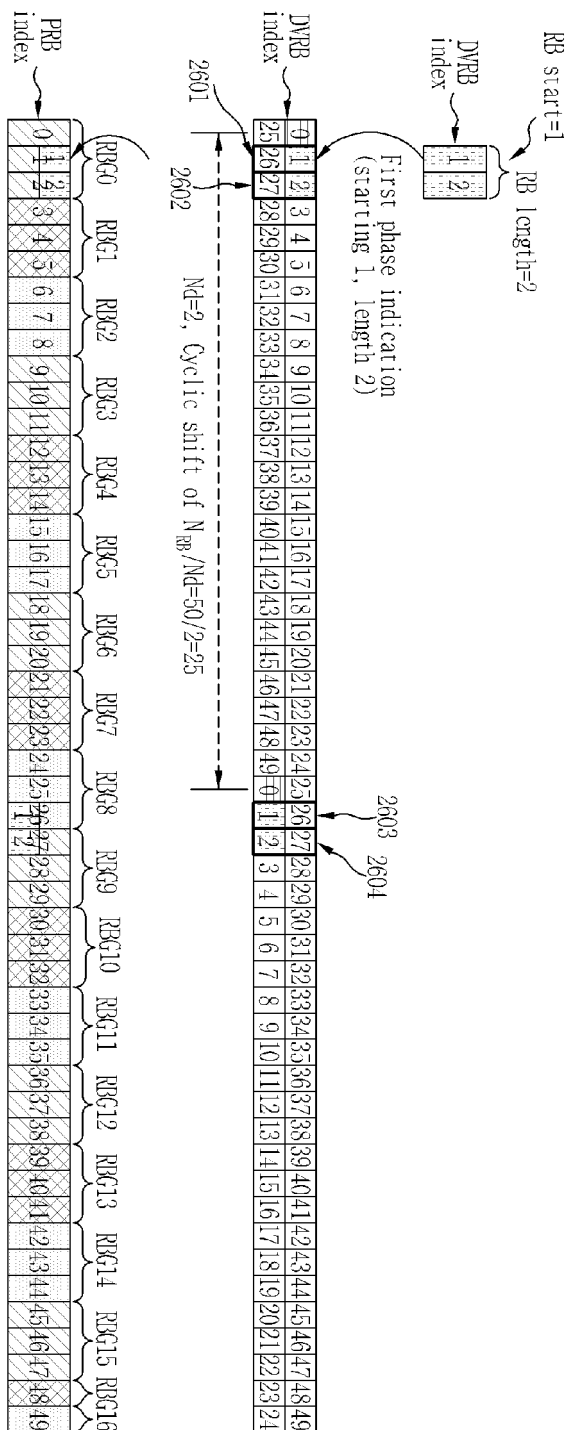 RB start=1
RB length=2
DVRB index
1 2
First phase indication
(starting 1, length 2)
2601
2602
2603
2604
DVRB index
0 1 2 3 4 5 6 7 8 9 10 11 12 13 14 15 16 17 18 19 20 21 22 23 24 25 26 27 28 29 30 31 32 33 34 35 36 37 38 39 40 41 42 43 44 45 46 47 48 49
25 26 27 28 29 30 31 32 33 34 35 36 37 38 39 40 41 42 43 44 45 46 47 48 49 0 1 2 3 4 5 6 7 8 9 10 11 12 13 14 15 16 17 18 19 20 21 22 23 24
Nd=2, Cyclic shift of N_RB/Nd=50/2=25
RBG0 RBG1 RBG2 RBG3 RBG4 RBG5 RBG6 RBG7 RBG8 RBG9 RBG10 RBG11 RBG12 RBG13 RBG14 RBG15 RBG16
PRB index
0 1 2 3 4 5 6 7 8 9 10 11 12 13 14 15 16 17 18 19 20 21 22 23 24 25 26 27 28 29 30 31 32 33 34 35 36 37 38 39 40 41 42 43 44 45 46 47 48 49
1 2